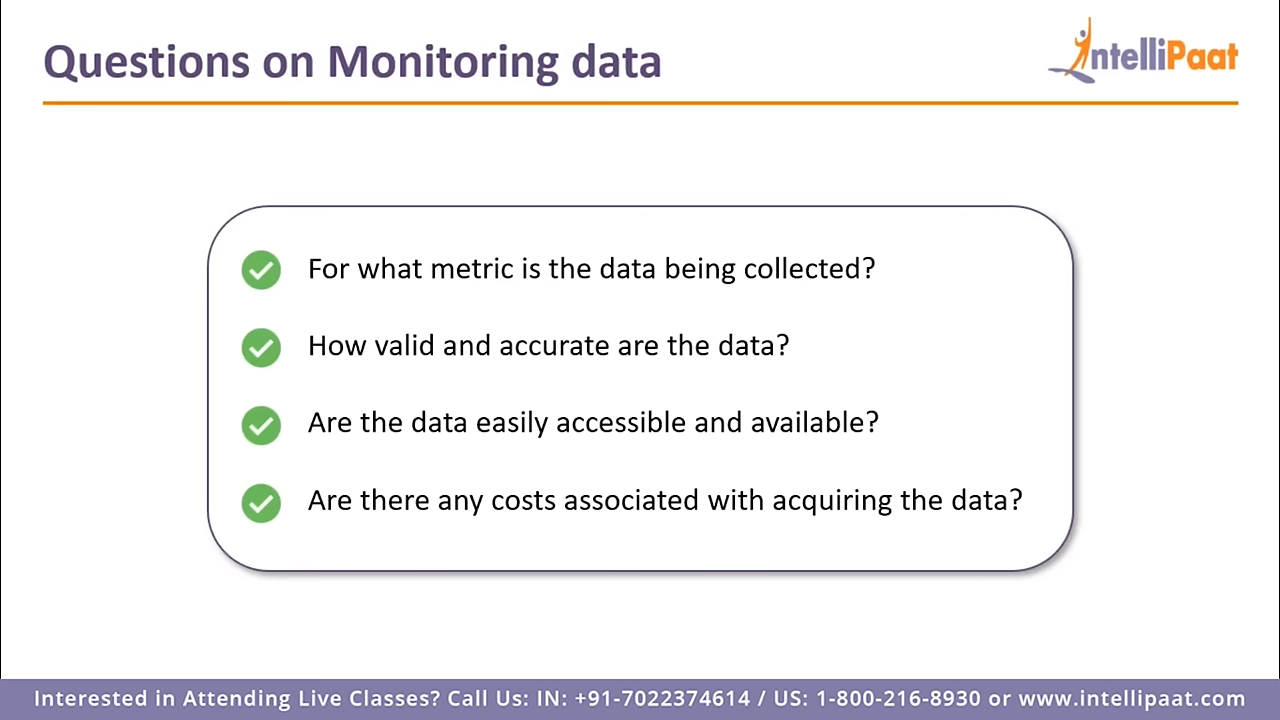 Questions on Monitoring data
IntelliPaat
For what metric is the data being collected?
How valid and accurate are the data?
Are the data easily accessible and available?
Are there any costs associated with acquiring the data?
Interested in Attending Live Classes? Call Us: IN: +91-7022374614 / US: 1-800-216-8930 or www.intellipaat.com